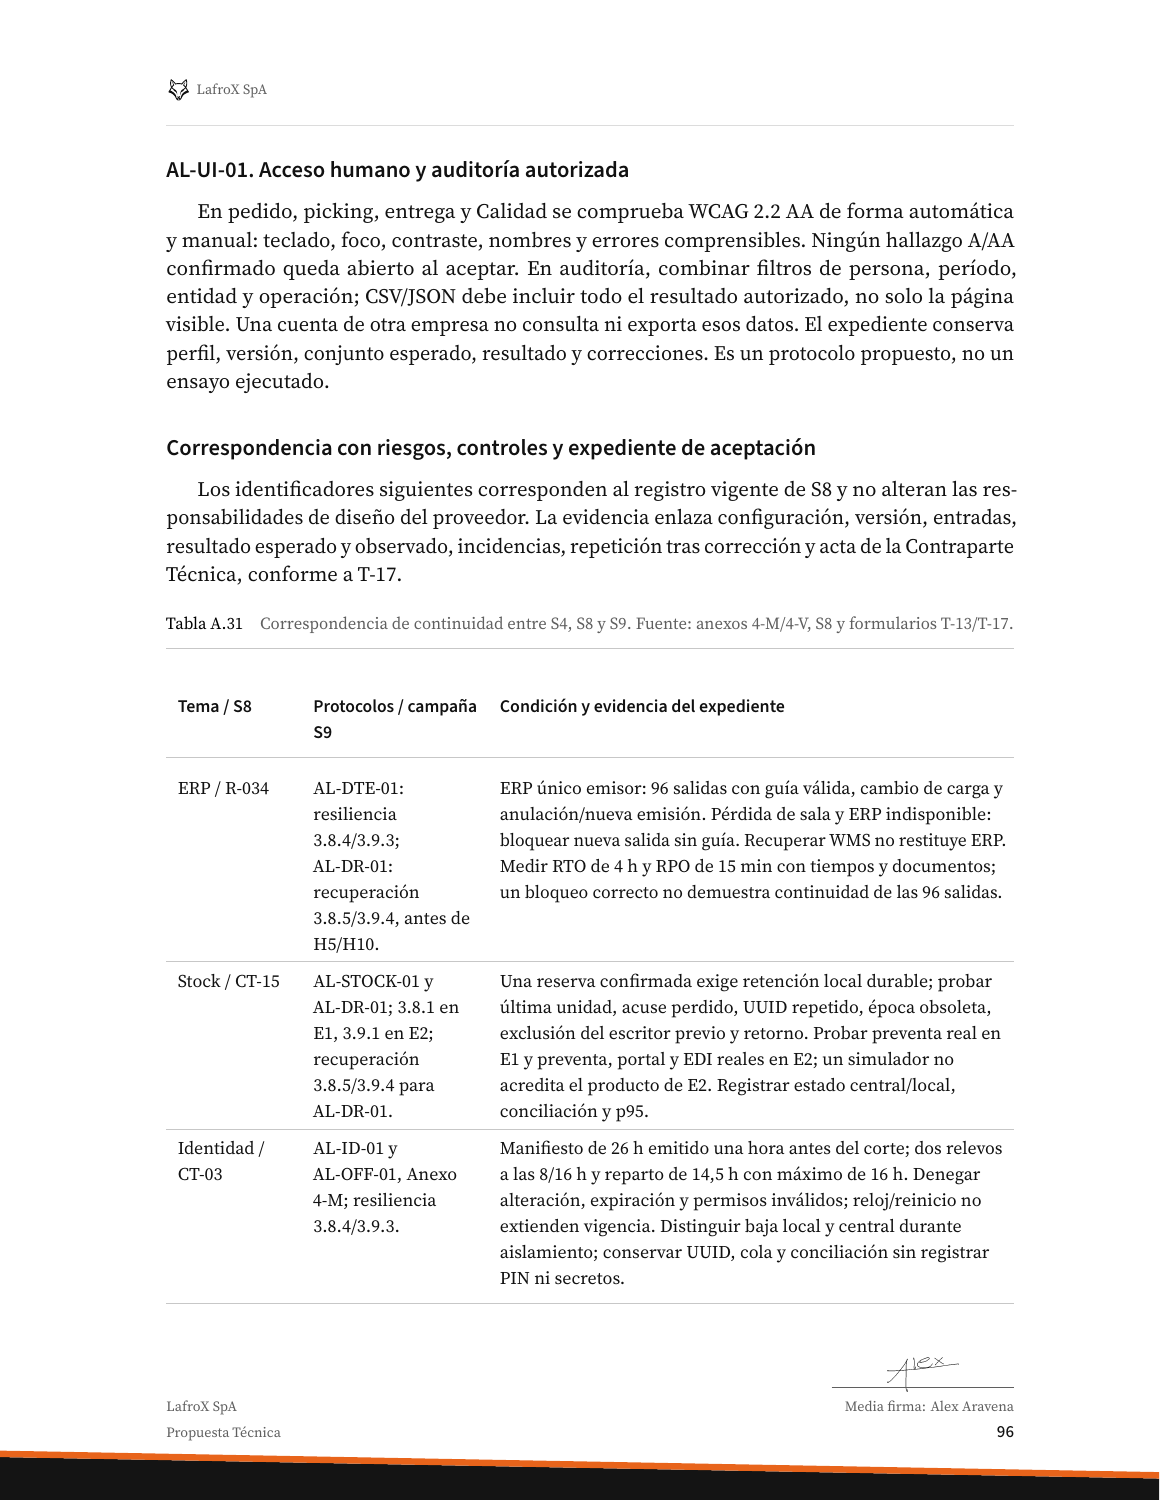 LafroX SpA
AL-UI-01. Acceso humano y auditoría autorizada
En pedido, picking, entrega y Calidad se comprueba WCAG 2.2 AA de forma automática
y manual: teclado, foco, contraste, nombres y errores comprensibles. Ningún hallazgo A/AA
confirmado queda abierto al aceptar. En auditoría, combinar filtros de persona, período,
entidad y operación; CSV/JSON debe incluir todo el resultado autorizado, no solo la página
visible. Una cuenta de otra empresa no consulta ni exporta esos datos. El expediente conserva
perfil, versión, conjunto esperado, resultado y correcciones. Es un protocolo propuesto, no un
ensayo ejecutado.
Correspondencia con riesgos, controles y expediente de aceptación
Los identificadores siguientes corresponden al registro vigente de S8 y no alteran las res-
ponsabilidades de diseño del proveedor. La evidencia enlaza configuración, versión, entradas,
resultado esperado y observado, incidencias, repetición tras corrección y acta de la Contraparte
Técnica, conforme a T-17.
Tabla A.31 Correspondencia de continuidad entre S4, S8 y S9. Fuente: anexos 4-M/4-V, S8 y formularios T-13/T-17.
Tema / S8
Protocolos / campaña
S9
Condición y evidencia del expediente
ERP / R-034
AL-DTE-01:
resiliencia
3.8.4/3.9.3;
AL-DR-01:
recuperación
3.8.5/3.9.4, antes de
H5/H10.
ERP único emisor: 96 salidas con guía válida, cambio de carga y
anulación/nueva emisión. Pérdida de sala y ERP indisponible:
bloquear nueva salida sin guía. Recuperar WMS no restituye ERP.
Medir RTO de 4 h y RPO de 15 min con tiempos y documentos;
un bloqueo correcto no demuestra continuidad de las 96 salidas.
Stock / CT-15
AL-STOCK-01 y
AL-DR-01; 3.8.1 en
E1, 3.9.1 en E2;
recuperación
3.8.5/3.9.4 para
AL-DR-01.
Una reserva confirmada exige retención local durable; probar
última unidad, acuse perdido, UUID repetido, época obsoleta,
exclusión del escritor previo y retorno. Probar preventa real en
E1 y preventa, portal y EDI reales en E2; un simulador no
acredita el producto de E2. Registrar estado central/local,
conciliación y p95.
Identidad /
CT-03
AL-ID-01 y
AL-OFF-01, Anexo
4-M; resiliencia
3.8.4/3.9.3.
Manifiesto de 26 h emitido una hora antes del corte; dos relevos
a las 8/16 h y reparto de 14,5 h con máximo de 16 h. Denegar
alteración, expiración y permisos inválidos; reloj/reinicio no
extienden vigencia. Distinguir baja local y central durante
aislamiento; conservar UUID, cola y conciliación sin registrar
PIN ni secretos.
Alex
LafroX SpA
Media firma: Alex Aravena
Propuesta Técnica
96